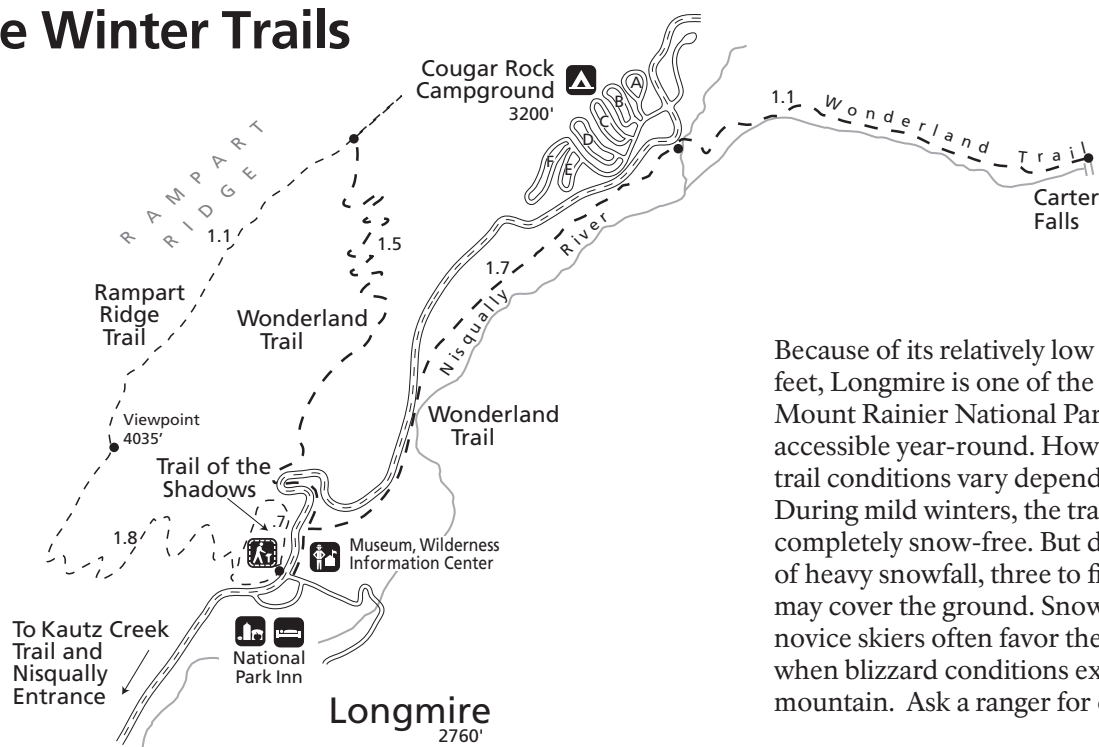 e Winter Trails
Cougar Rock
Campground
3200'
A
B
C
D
E
F
1.1
Wonderland Trail
Carter
Falls
RAMPART
RIDGE
1.1
1.5
Rampart
Ridge
Trail
Wonderland
Trail
1.7
Nisqually River
Viewpoint
4035’
Wonderland
Trail
Trail of the
Shadows
.7
1.8
Museum, Wilderness
Information Center
To Kautz Creek
Trail and
Nisqually
Entrance
National
Park Inn
Longmire
2760'
Because of its relatively low
feet, Longmire is one of the
Mount Rainier National Par
accessible year-round. How
trail conditions vary depend
During mild winters, the tra
completely snow-free. But d
of heavy snowfall, three to fi
may cover the ground. Snow
novice skiers often favor the
when blizzard conditions ex
mountain. Ask a ranger for